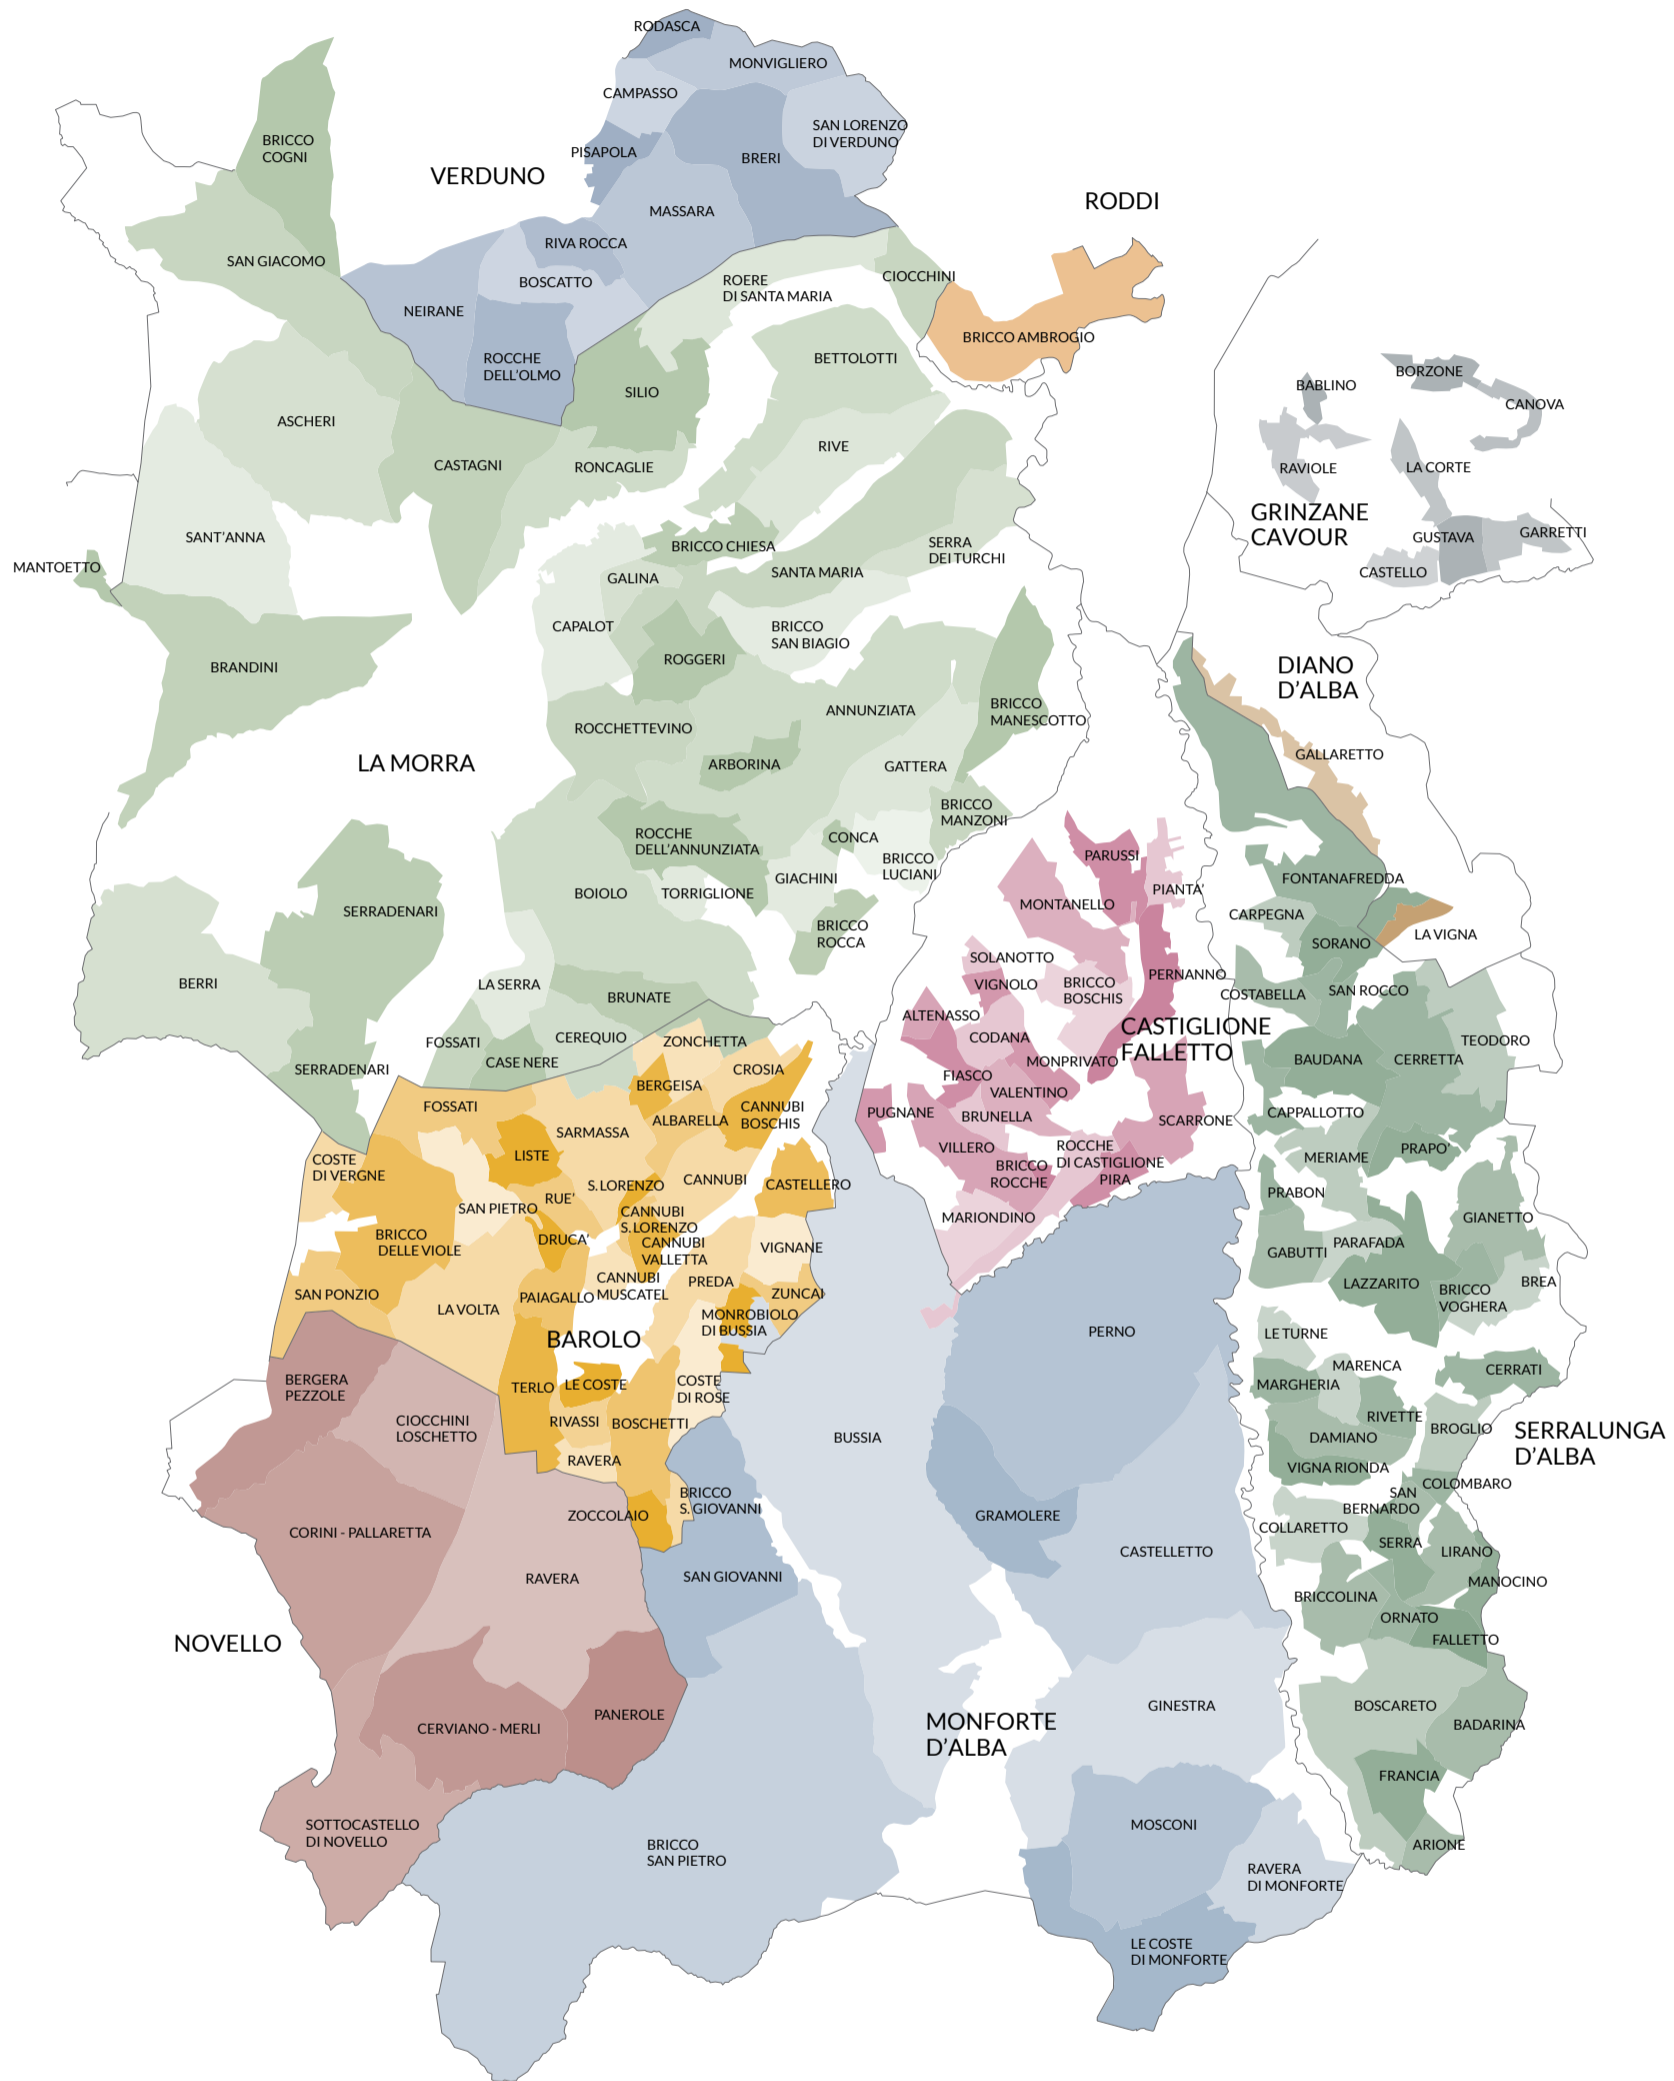 RODASCA
MONVIGLIERO
CAMPASSO
SAN LORENZO
DI VERDUNO
PISAPOLA
BRERI
MASSARA
VERDUNO
RIVA ROCCA
BOSCATTO
NEIRANE
ROCCHE
DELL'OLMO
BRICCO
COGNI
SAN GIACOMO
RODDI
BRICCO AMBROGIO
ROERE
DI SANTA MARIA
CIOCCHINI
BETTOLOTTI
SILIO
ASCHERI
CASTAGNI
RONCAGLIE
RIVE
SANT'ANNA
MANTOETTO
BRICCO CHIESA
SERRA
DEI TURCHI
GALINA
SANTA MARIA
CAPALOT
BRICCO
SAN BIAGIO
BRANDINI
ROGGERI
ANNUNZIATA
BRICCO
MANESCOTTO
ROCCHETTEVINO
LA MORRA
ARBORINA
GATTERA
BRICCO
MANZONI
ROCCHE
DELL'ANNUNZIATA
CONCA
BRICCO
LUCIANI
GIACHINI
BOIOLO
TORRIGLIONE
SERRADENARI
BRICCO
ROCCA
BERRI
LA SERRA
BRUNATE
FOSSATI
CEREQUIO
CASE NERE
SERRADENARI
BABLINO
BORZONE
CANOVA
RAVIOLE
LA CORTE
GRINZANE
CAVOUR
GUSTAVA
GARRETTI
CASTELLO
DIANO
D'ALBA
GALLARETTO
LA VIGNA
PARUSSI
PIANTA'
MONTANELLO
SOLANOTTO
VIGNOLO
BRICCO
BOSCHIS
PERNANNO
ALTENASSO
CODANA
CASTIGLIONE
FALLETTO
MONPRIVATO
FIASCO
VALENTINO
PUGNANE
BRUNELLA
SCARRONE
VILLERO
ROCCHE
DI CASTIGLIONE
BRICCO
ROCCHE
PIRA
MARIONDINO
ZONCHETTA
CROSIA
BERGEISA
FOSSATI
ALBARELLA
CANNUBI
BOSCHIS
SARMASSA
LISTE
COSTE
DI VERGNE
S.LORENZO
CANNUBI
CASTELLERO
RUE'
SAN PIETRO
CANNUBI
S.LORENZO
DRUCA'
BRICCO
DELLE VIOLE
CANNUBI
VALLETTA
VIGNANE
CANNUBI
MUSCATEL
PREDA
SAN PONZIO
PAIAGALLO
ZUNCAI
LA VOLTA
MONROBIOLO
DI BUSSIA
BAROLO
TERLO
LE COSTE
COSTE
DI ROSE
RIVASSI
BOSCHETTI
RAVERA
ZOCCOLAIO
BERGERA
PEZZOLE
CIOCCHINI
LOSCHETTO
CORINI - PALLARETTA
RAVERA
NOVELLO
CERVIANO - MERLI
PANEROLE
SOTTOCASTELLO
DI NOVELLO
BUSSIA
PERNO
BRICCO
S. GIOVANNI
GRAMOLERE
CASTELLETTO
SAN GIOVANNI
GINESTRA
MONFORTE
D'ALBA
MOSCONI
BRICCO
SAN PIETRO
RAVERA
DI MONFORTE
LE COSTE
DI MONFORTE
FONTANAFREDDA
CARPEGNA
SORANO
COSTABELLA
SAN ROCCO
TEODORO
BAUDANA
CERRETTA
CAPPALLOTTO
PRAPO'
MERIAME
PRABON
GIANETTO
GABUTTI
PARAFADA
LAZZARITO
BRICCO
VOGHERA
BREA
LE TURNE
MARENCA
CERRATI
MARGHERIA
RIVETTE
BROGLIO
SERRALUNGA
D'ALBA
DAMIANO
VIGNA RIONDA
COLOMBARO
SAN
BERNARDO
COLLARETTO
SERRA
LIRANO
MANOCINO
BRICCOLINA
ORNATO
FALLETTO
BOSCARETO
BADARINA
FRANCIA
ARIONE